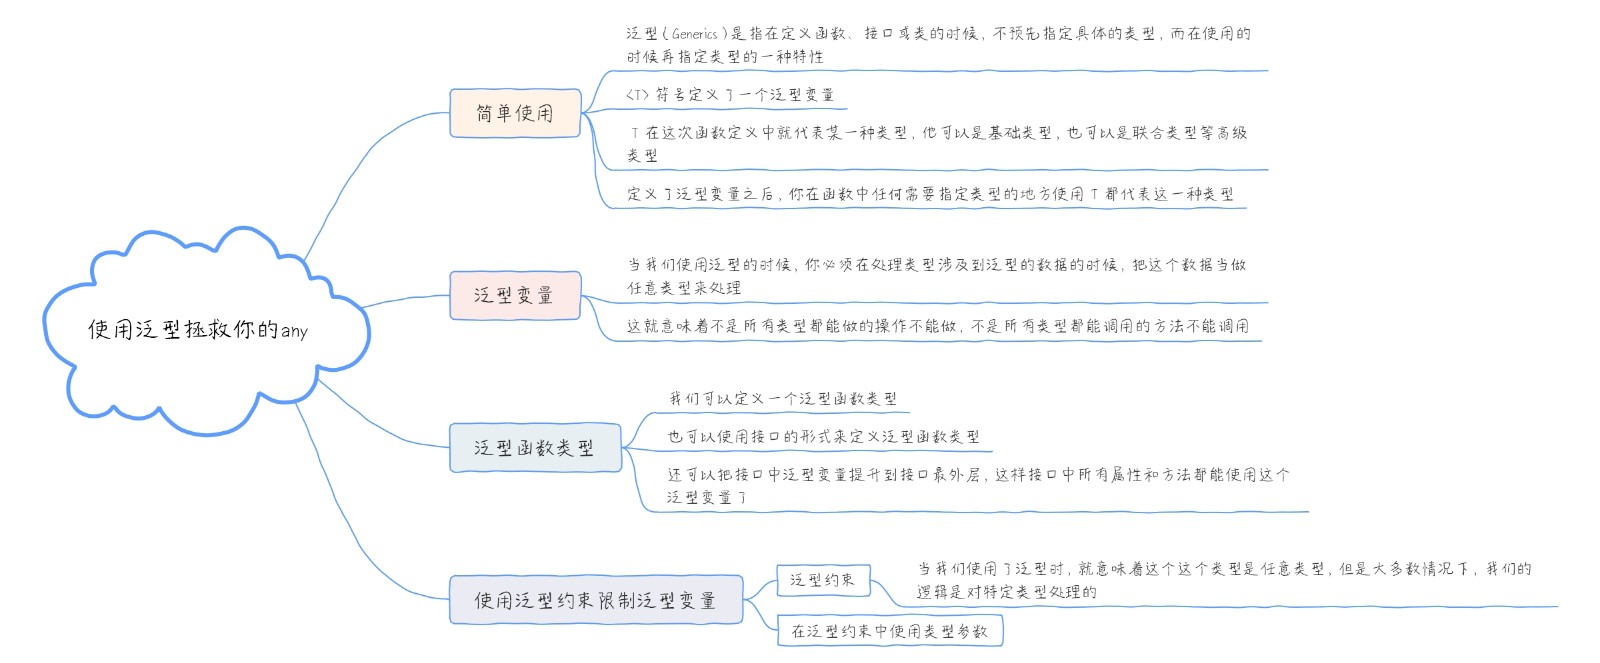 使用泛型拯救你的any
简单使用
泛型（Generics）是指在定义函数、接口或类的时候，不预先指定具体的类型，而在使用的
时候再指定类型的一种特性
<T> 符号定义了一个泛型变量
T 在这次函数定义中就代表某一种类型，他可以是基础类型，也可以是联合类型等高级
类型
定义了泛型变量之后，你在函数中任何需要指定类型的地方使用 T 都代表这一种类型
泛型变量
当我们使用泛型的时候，你必须在处理类型涉及到泛型的数据的时候，把这个数据当做
任意类型来处理
这就意味着不是所有类型都能做的操作不能做，不是所有类型都能调用的方法不能调用
泛型函数类型
我们可以定义一个泛型函数类型
也可以使用接口的形式来定义泛型函数类型
还可以把接口中泛型变量提升到接口最外层，这样接口中所有属性和方法都能使用这个
泛型变量了
使用泛型约束限制泛型变量
泛型约束
当我们使用了泛型时，就意味着这个这个类型是任意类型，但是大多数情况下，我们的
逻辑是对特定类型处理的
在泛型约束中使用类型参数